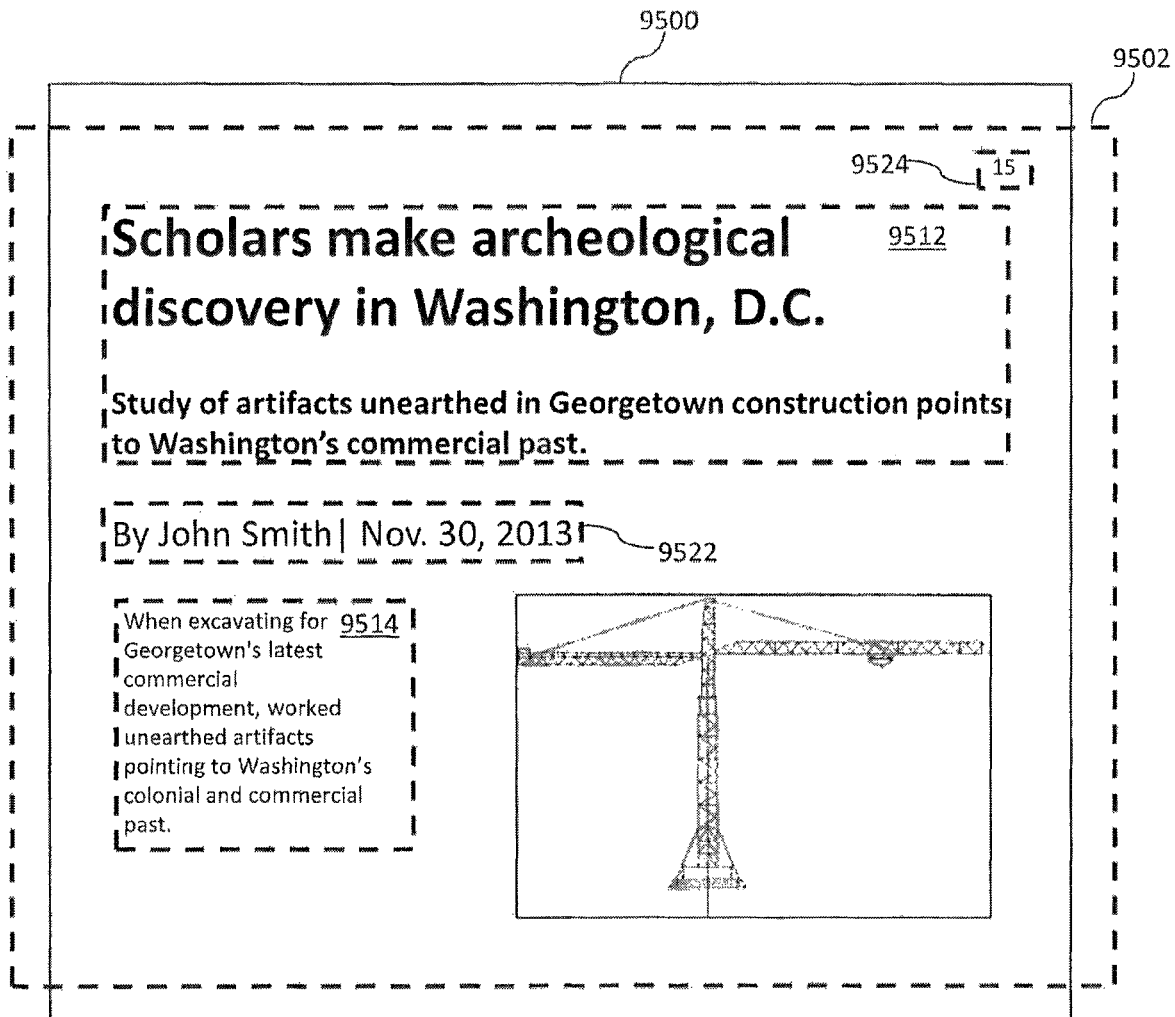 9500
9502
9524
15
Scholars make archeological
9512
discovery in Washington, D.C.
Study of artifacts unearthed in Georgetown construction points
to Washington's commercial past.
By John Smith| Nov. 30, 2013
9522
When excavating for
9514
Georgetown's latest
commercial
development, worked
unearthed artifacts
pointing to Washington's
colonial and commercial
past.